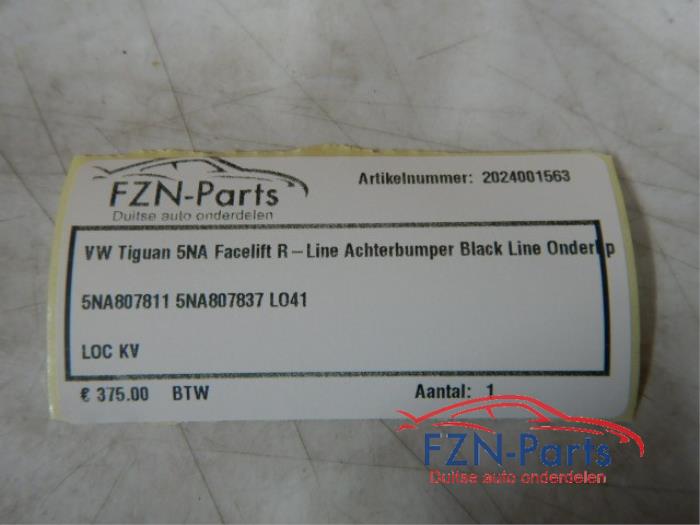 FZN-Parts
Duitse auto onderdelen
Artikelnummer: 2024001563
VW Tiguan 5NA Facelift R-Line Achterbumper Black Line Onderlip
5NA807811 5NA807837 LO41
LOC KV
€ 375.00 BTW
Aantal: 1
FZN-Parts
Duitse auto onderdelen